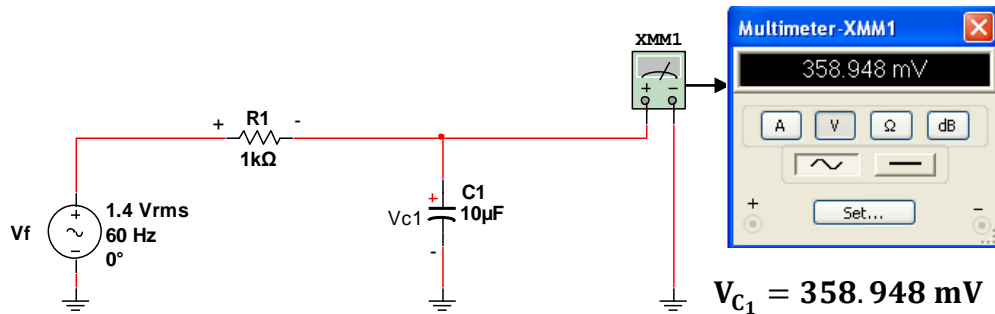 XMM1
+ −
R1
+ -
1kΩ
Vf
+
−
1.4 Vrms
60 Hz
0°
Vc1
+
-
C1
10µF
Multimeter-XMM1
358.948 mV
A V Ω dB
+ −
Set...
V_C₁ = 358.948 mV